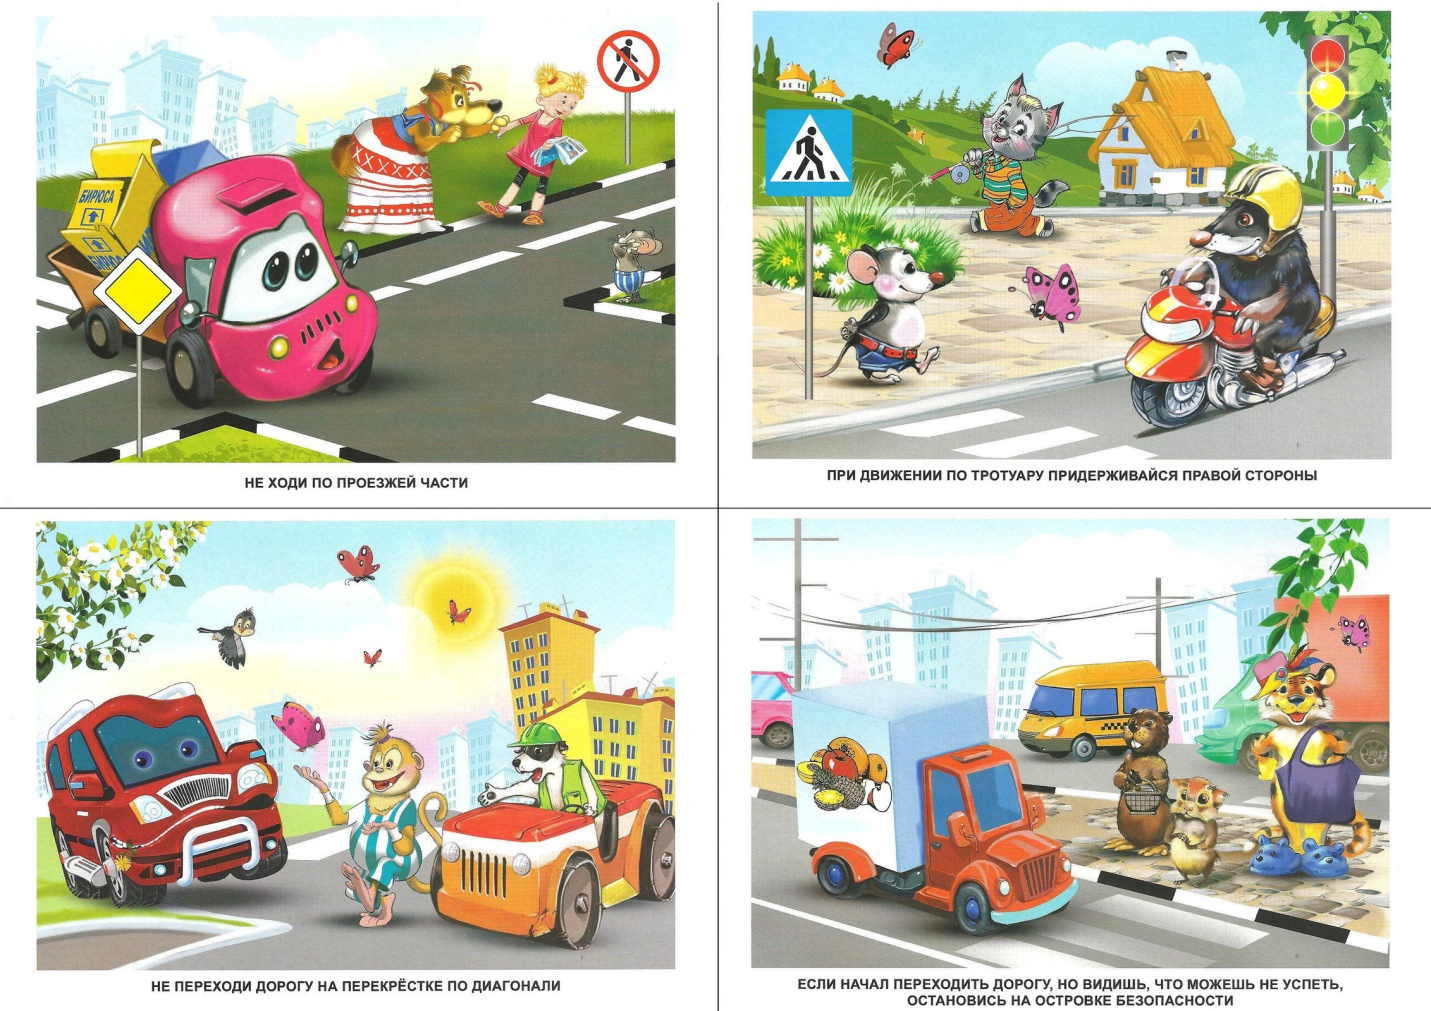 БИРЮСА
БИРЮСА
НЕ ХОДИ ПО ПРОЕЗЖЕЙ ЧАСТИ
ПРИ ДВИЖЕНИИ ПО ТРОТУАРУ ПРИДЕРЖИВАЙСЯ ПРАВОЙ СТОРОНЫ
НЕ ПЕРЕХОДИ ДОРОГУ НА ПЕРЕКРЁСТКЕ ПО ДИАГОНАЛИ
ЕСЛИ НАЧАЛ ПЕРЕХОДИТЬ ДОРОГУ, НО ВИДИШЬ, ЧТО МОЖЕШЬ НЕ УСПЕТЬ,
ОСТАНОВИСЬ НА ОСТРОВКЕ БЕЗОПАСНОСТИ